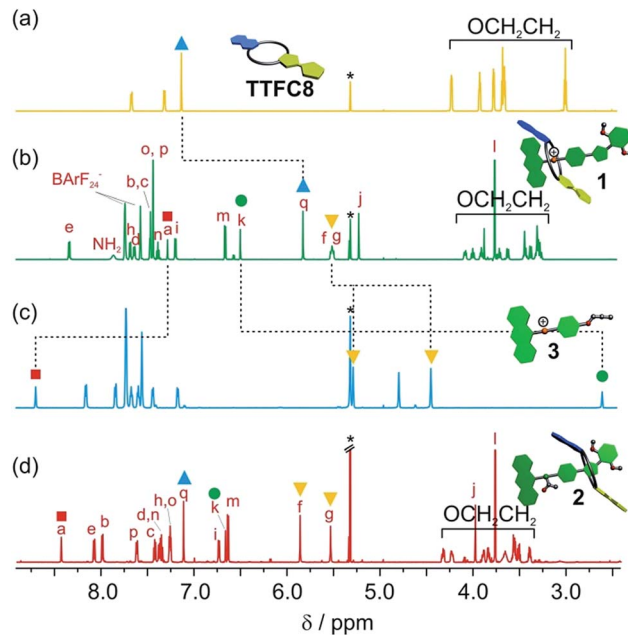 (a)
OCH₂CH₂
TTFC8
*
(b)
o, p
BArF₂₄⁻
b,c
e
NH₂
h
d
n
a
i
m
k
q
f
g
*
j
l
OCH₂CH₂
⊕
1
(c)
*
⊕
3
(d)
a
e
b
p
c
d,n
h,o
q
i
k
m
f
g
*
j
l
OCH₂CH₂
2
8.0 7.0 6.0 5.0 4.0 3.0
δ / ppm